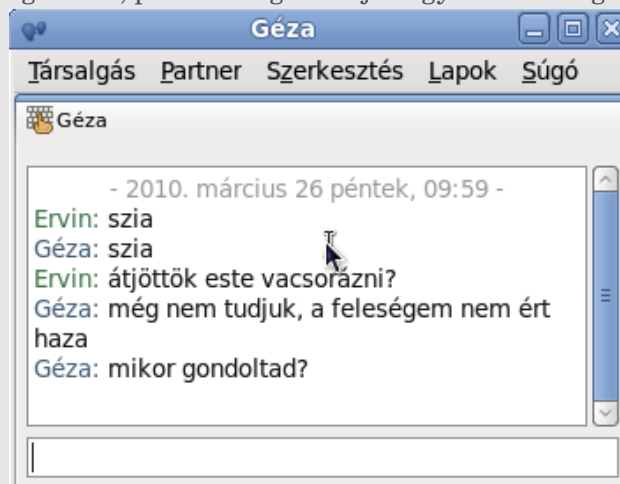 Géza
Társalgás Partner Szerkesztés Lapok Súgó
Géza
- 2010. március 26 péntek, 09:59 -
Ervin: szia
Géza: szia
Ervin: átjöttök este vacsorázni?
Géza: még nem tudjuk, a feleségem nem ért
haza
Géza: mikor gondoltad?